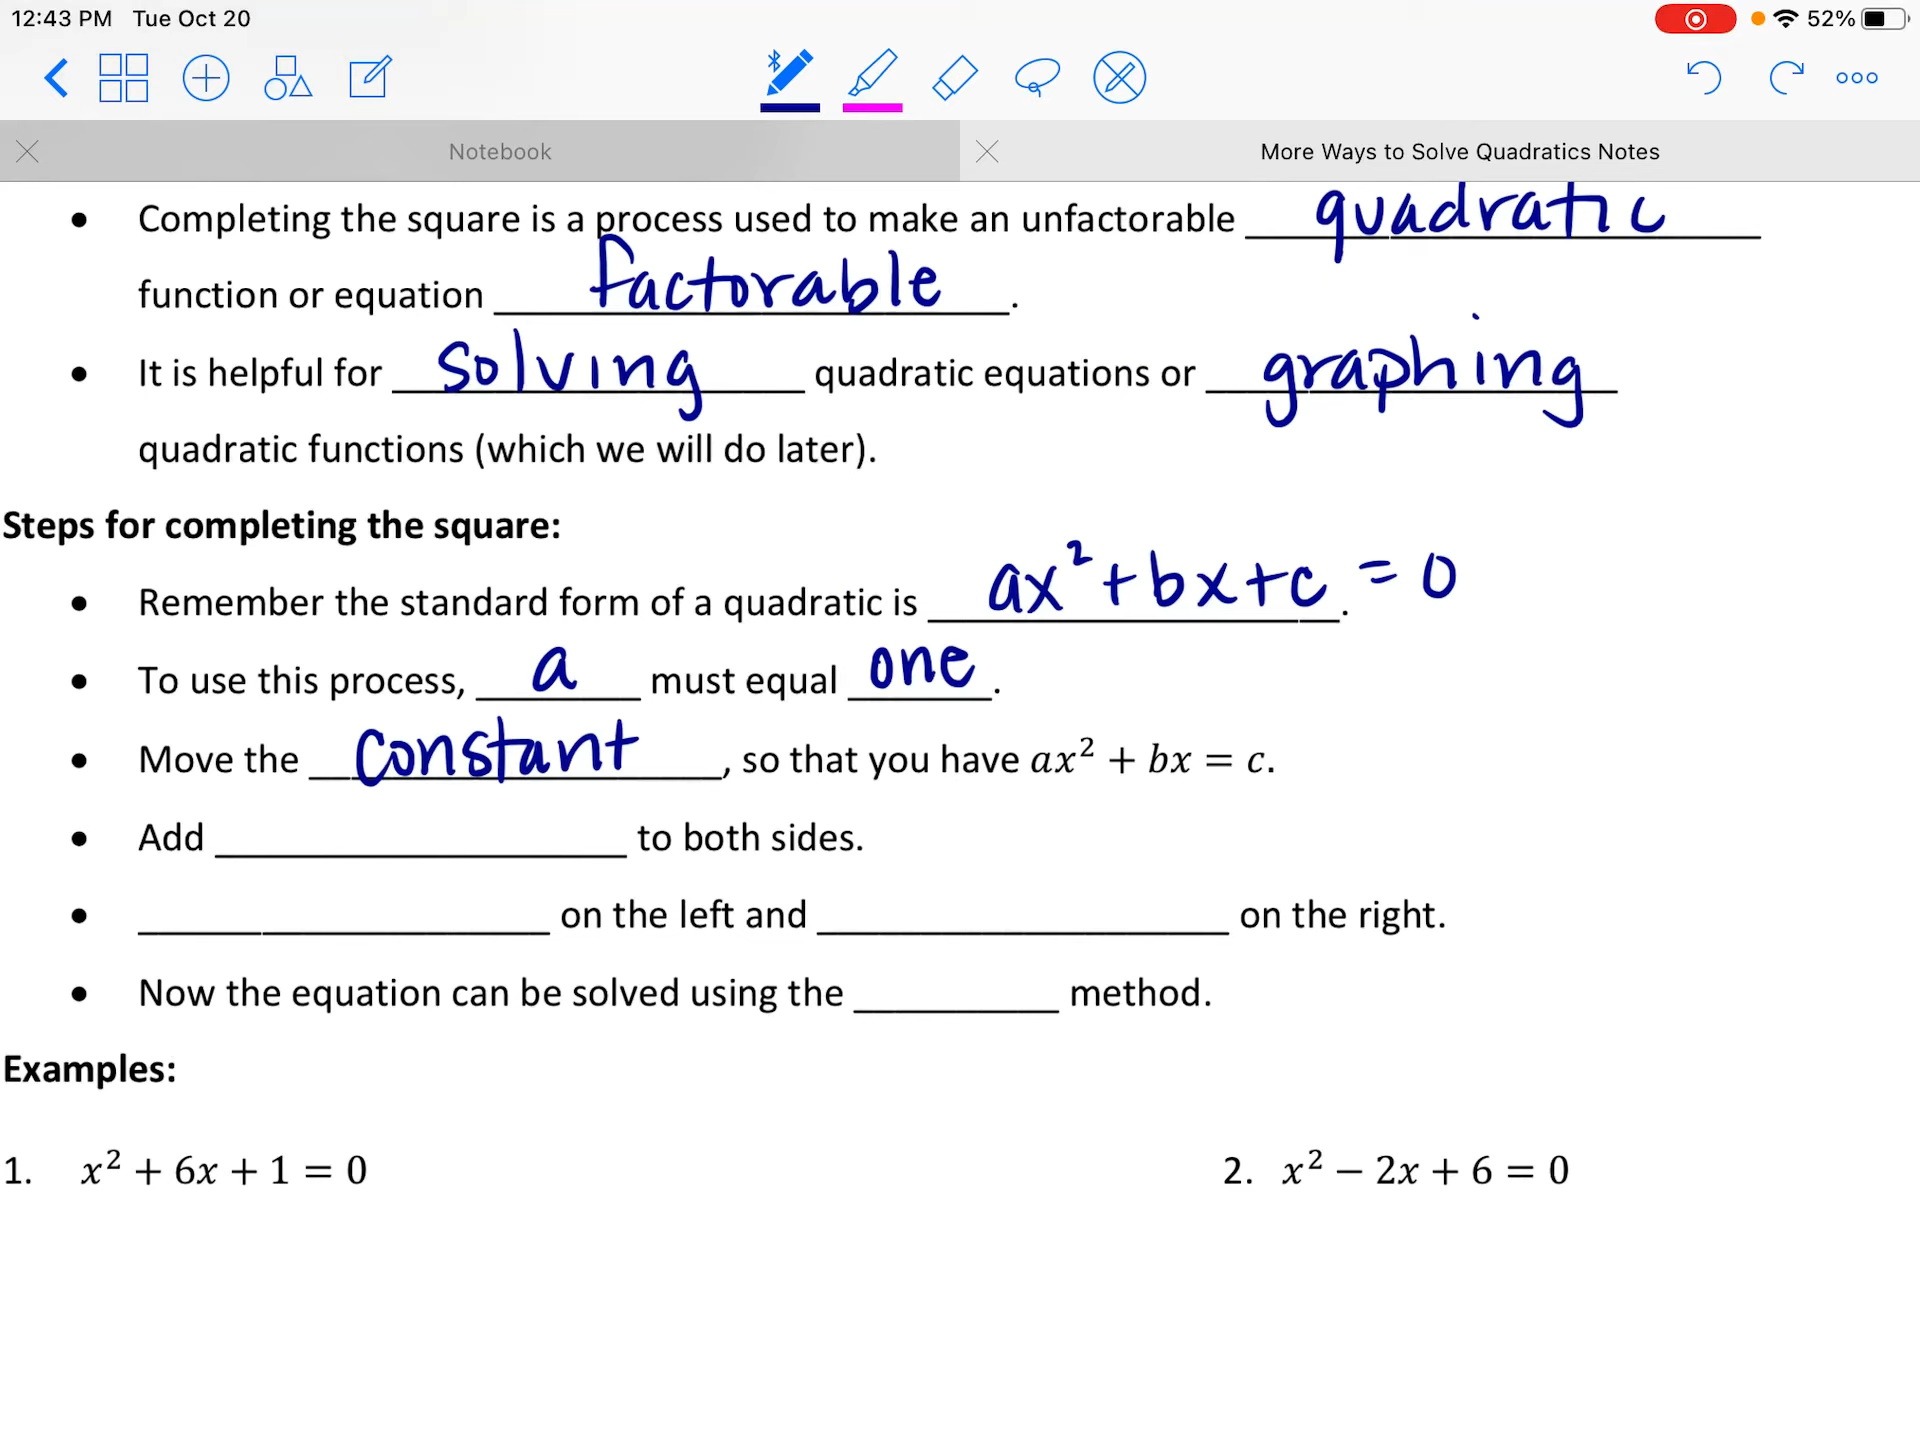 12:43 PM Tue Oct 20 52%
Notebook More Ways to Solve Quadratics Notes
• Completing the square is a process used to make an unfactorable quadratic
function or equation factorable.
• It is helpful for solving quadratic equations or graphing
quadratic functions (which we will do later).
Steps for completing the square:
• Remember the standard form of a quadratic is ax² + bx + c. = 0
• To use this process, a must equal one.
• Move the constant, so that you have ax² + bx = c.
• Add ____________________ to both sides.
• ____________________ on the left and ____________________ on the right.
• Now the equation can be solved using the __________ method.
Examples:
1. x² + 6x + 1 = 0 2. x² − 2x + 6 = 0